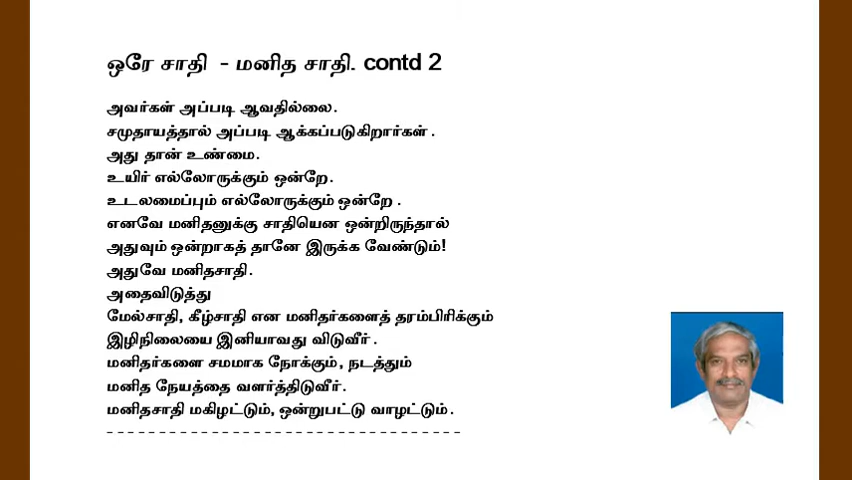 ஒரே சாதி - மனித சாதி. contd 2
அவர்கள் அப்படி ஆவதில்லை.
சமுதாயத்தால் அப்படி ஆக்கப்படுகிறார்கள் .
அது தான் உண்மை.
உயிர் எல்லோருக்கும் ஒன்றே.
உடலமைப்பும் எல்லோருக்கும் ஒன்றே .
எனவே மனிதனுக்கு சாதியென ஒன்றிருந்தால்
அதுவும் ஒன்றாகத் தானே இருக்க வேண்டும்!
அதுவே மனிதசாதி.
அதைவிடுத்து
மேல்சாதி, கீழ்சாதி என மனிதர்களைத் தரம்பிரிக்கும்
இழிநிலையை இனியாவது விடுவீர் .
மனிதர்களை சமமாக நோக்கும், நடத்தும்
மனித நேயத்தை வளர்த்திடுவீர்.
மனிதசாதி மகிழட்டும், ஒன்றுபட்டு வாழட்டும் .
- - - - - - - - - - - - - - - - - - - - - - - - - - - - - - - - - - -